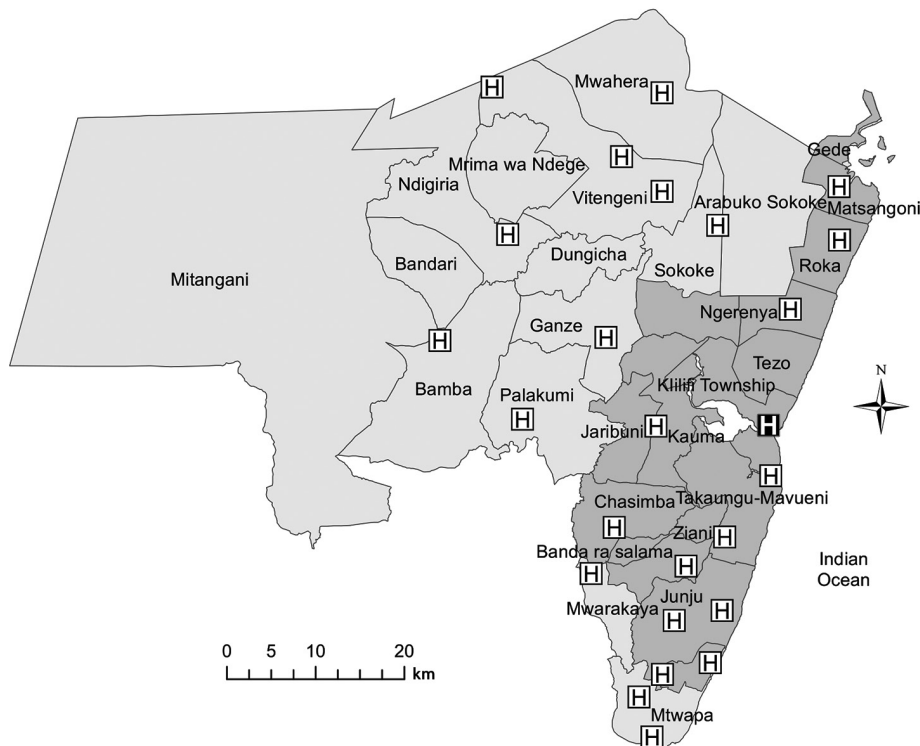 H
Mwahera
H
Gede
H
Mrima wa Ndege
Ndigiria
H
Vitengeni
H
Arabuko Sokoke
Matsangoni
H
H
H
Roka
Dungicha
Bandari
Sokoke
Mitangani
Ngerenya
H
Ganze
H
H
Tezo
Bamba
Klilifi Township
Palakumi
H
Jaribuni
H
Kauma
H
N
H
Chasimba
Takaungu-Mavueni
H
Ziani
H
Banda ra salama
H
H
Indian
Ocean
Mwarakaya
Junju
H
H
0 5 10 20
km
H
H
H
Mtwapa
H